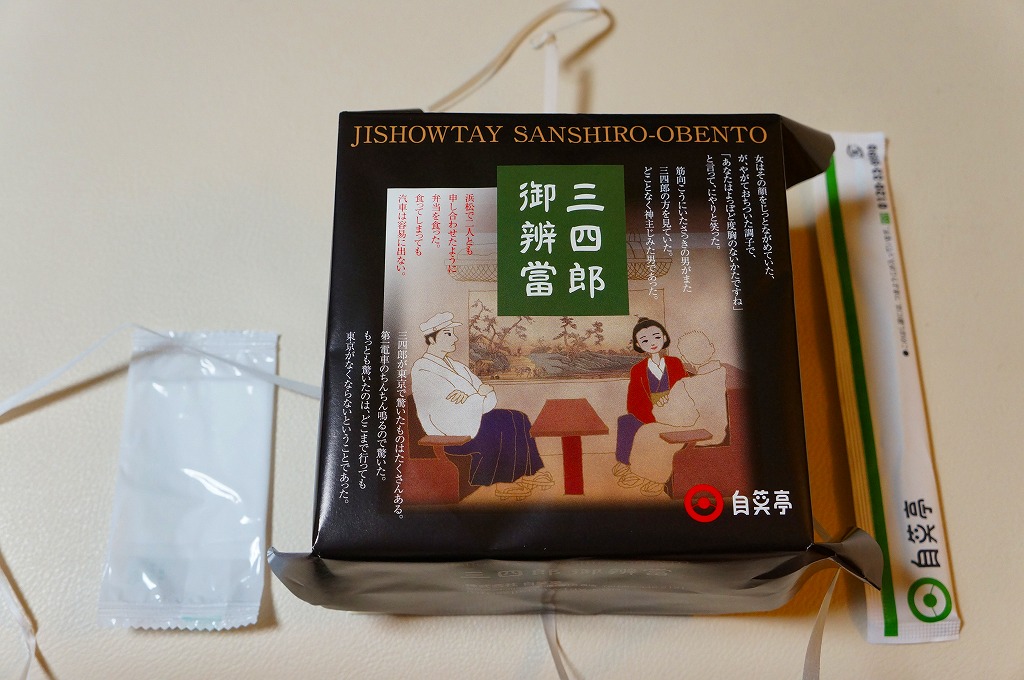 JISHOWTAY SANSHIRO-OBENTO
三四郎
御辨當
女はその顔をじっとながめていた、
が、やがておちついた調子で、
「あなたはよっぽど度胸のないかたですね」
と言って、にやりと笑った。
筋向こうにいたさっきの男がまた
三四郎の方を見ていた。
どことなく神主じみた男であった。
浜松で二人とも
申し合わせたように
弁当を食った。
食ってしまっても
汽車は容易に出ない。
三四郎が東京で驚いたものはたくさんある。
第一電車のちんちん鳴るので驚いた。
もっとも驚いたのは、どこまで行っても
東京がなくならないということであった。
自笑亭
三四郎 御辨當
自笑亭